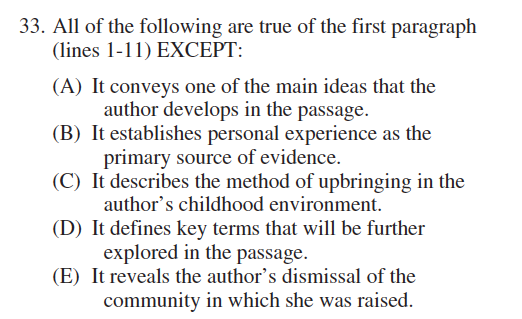 33. All of the following are true of the first paragraph
(lines 1-11) EXCEPT:
(A) It conveys one of the main ideas that the
author develops in the passage.
(B) It establishes personal experience as the
primary source of evidence.
(C) It describes the method of upbringing in the
author’s childhood environment.
(D) It defines key terms that will be further
explored in the passage.
(E) It reveals the author’s dismissal of the
community in which she was raised.